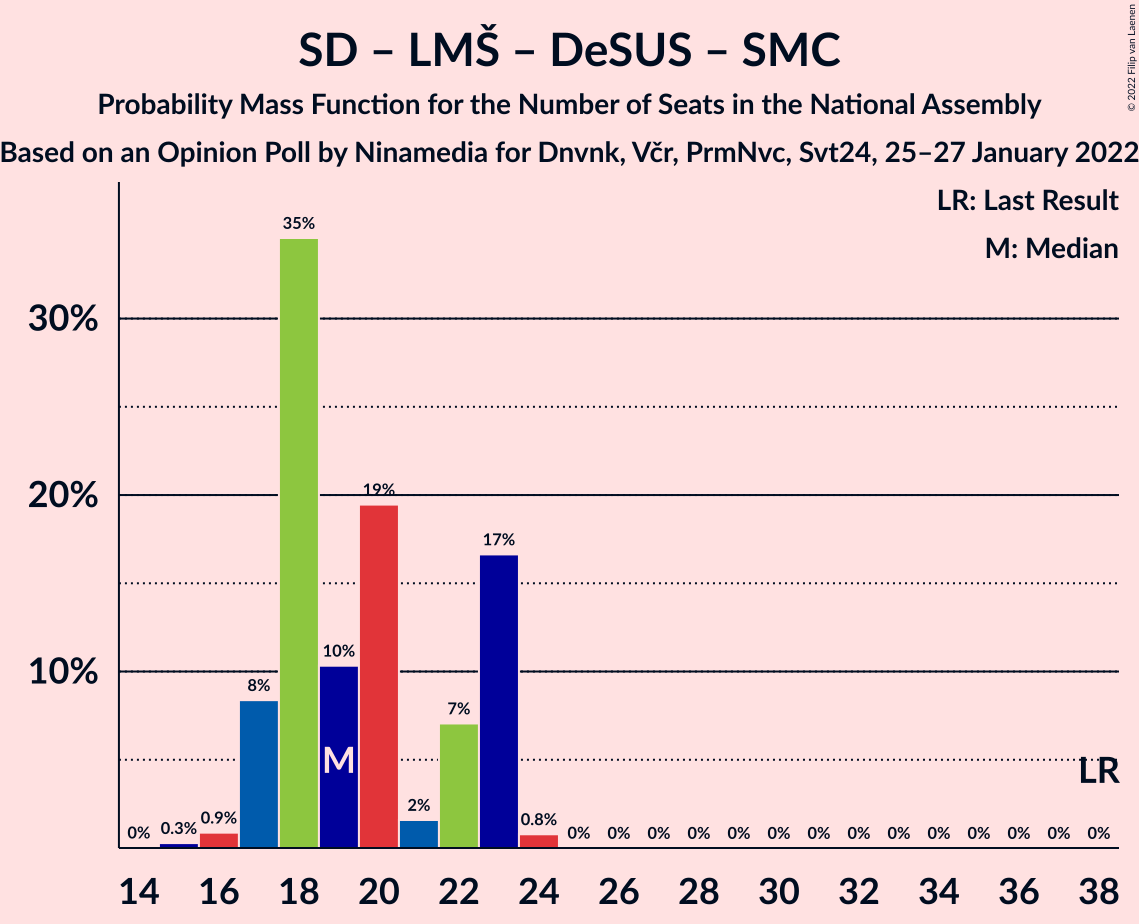 SD – LMŠ – DeSUS – SMC
Probability Mass Function for the Number of Seats in the National Assembly
Based on an Opinion Poll by Ninamedia for Dnvnk, Včr, PrmNvc, Svt24, 25–27 January 2022
© 2022 Filip van Laenen
LR: Last Result
M: Median
35%
30%
19%
20%
17%
10%
10%
8%
7%
M
LR
0%
0.3%
0.9%
2%
0.8%
0% 0% 0% 0% 0% 0% 0% 0% 0% 0% 0% 0% 0% 0%
14 16 18 20 22 24 26 28 30 32 34 36 38